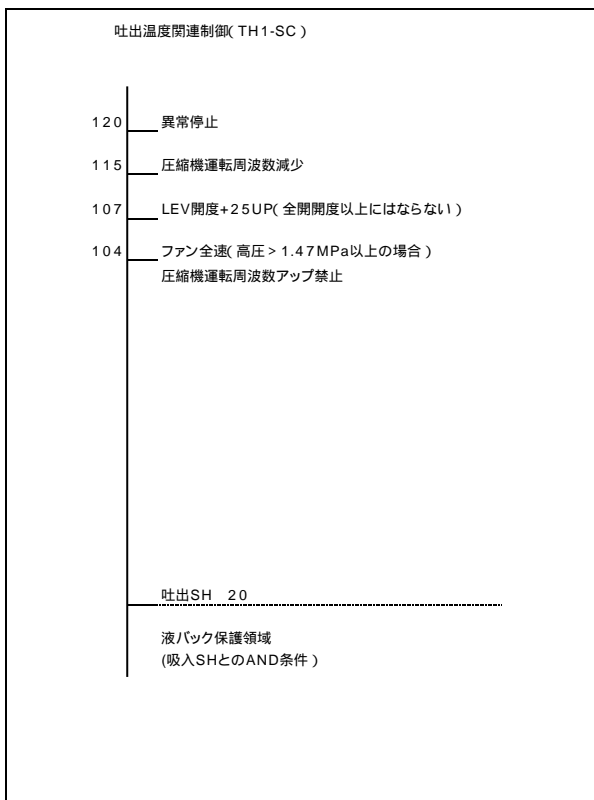 吐出温度関連制御( TH1-SC )
120 異常停止
115 圧縮機運転周波数減少
107 LEV開度+25UP( 全開開度以上にはならない )
104 ファン全速( 高圧 > 1.47MPa以上の場合 )
圧縮機運転周波数アップ禁止
吐出SH 20
液バック保護領域
(吸入SHとのAND条件 )